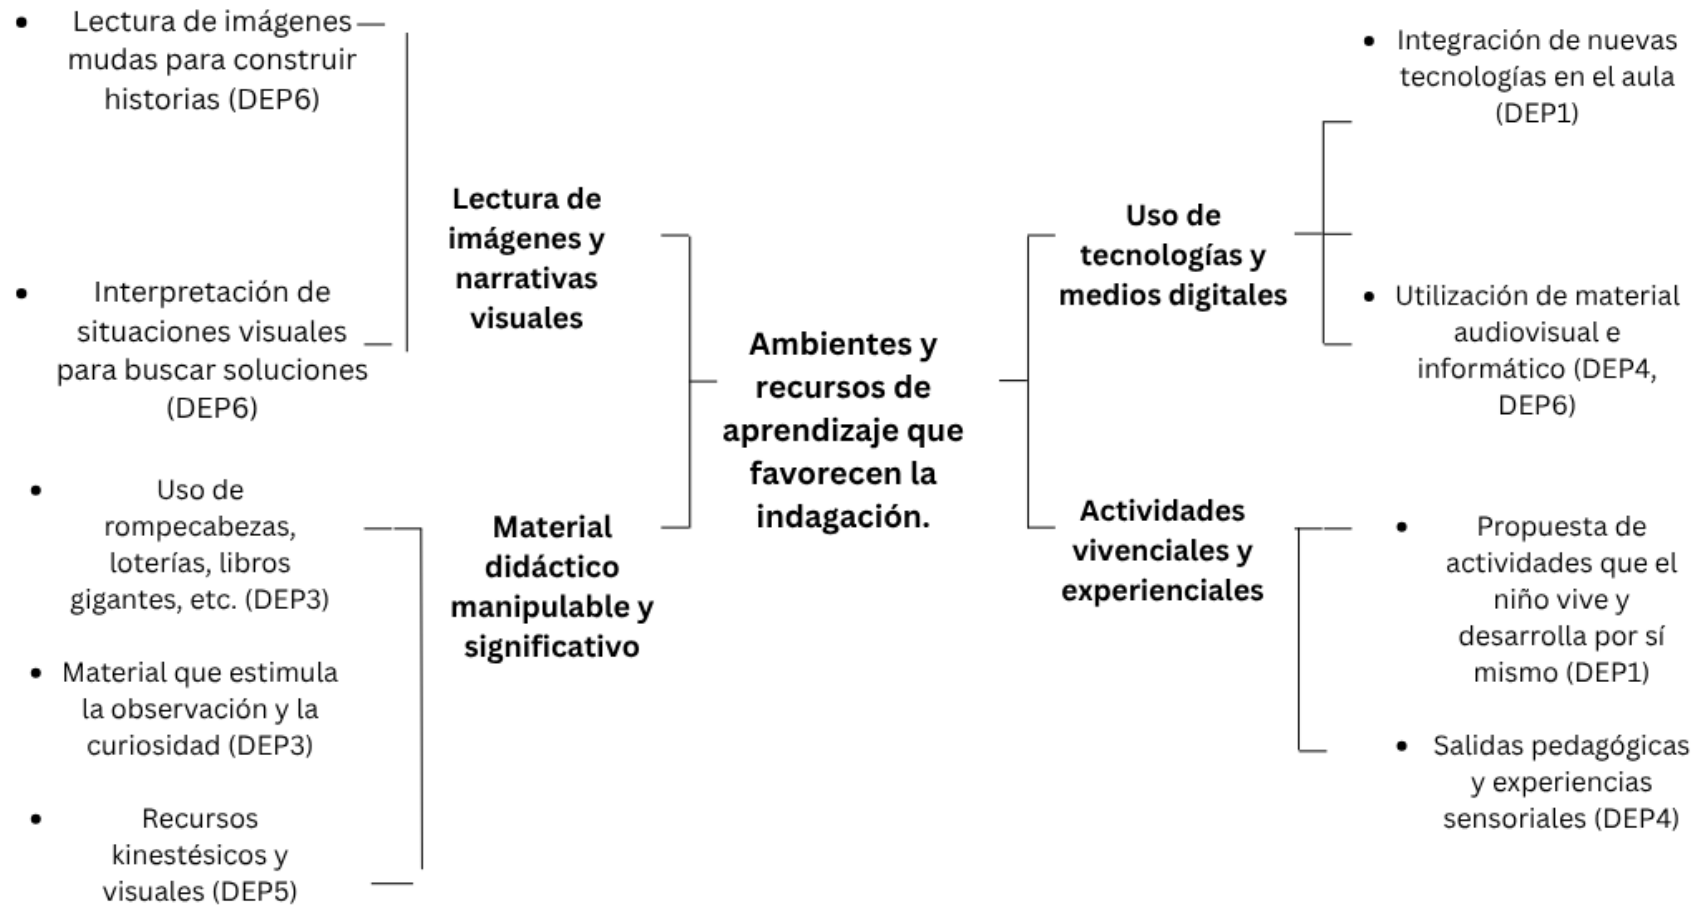 Lectura de imágenes
mudas para construir
historias (DEP6)
Interpretación de
situaciones visuales
para buscar soluciones
(DEP6)
Uso de
rompecabezas,
loterías, libros
gigantes, etc. (DEP3)
Material que estimula
la observación y la
curiosidad (DEP3)
Recursos
kinestésicos y
visuales (DEP5)
Lectura de
imágenes y
narrativas
visuales
Material
didáctico
manipulable y
significativo
Ambientes y
recursos de
aprendizaje que
favorecen la
indagación.
Uso de
tecnologías y
medios digitales
Actividades
vivenciales y
experienciales
Integración de nuevas
tecnologías en el aula
(DEP1)
Utilización de material
audiovisual e
informático (DEP4,
DEP6)
Propuesta de
actividades que el
niño vive y
desarrolla por sí
mismo (DEP1)
Salidas pedagógicas
y experiencias
sensoriales (DEP4)